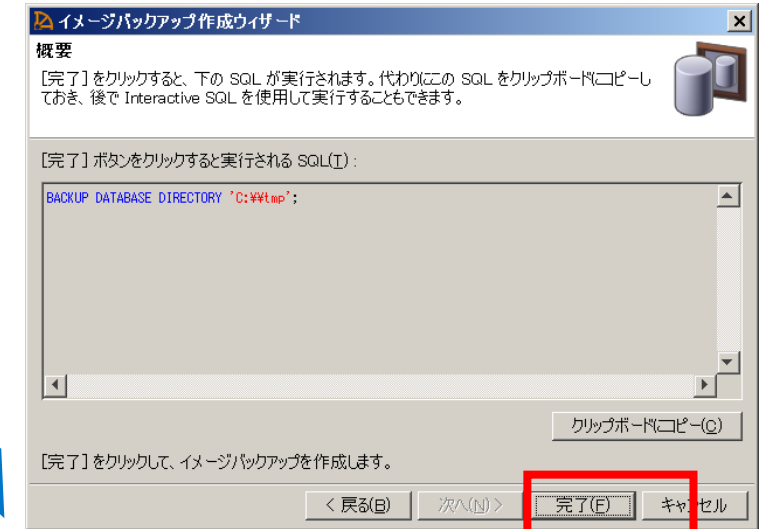 イメージバックアップ作成ウィザード
概要
[完了] をクリックすると、下の SQL が実行されます。代わりにこの SQL をクリップボードにコピーし
ておき、後で Interactive SQL を使用して実行することもできます。
[完了] ボタンをクリックすると実行される SQL(T) :
BACKUP DATABASE DIRECTORY 'C:¥¥tmp';
クリップボードにコピー(C)
[完了] をクリックして、イメージバックアップを作成します。
< 戻る(B) 次へ(N) > 完了(F) キャンセル